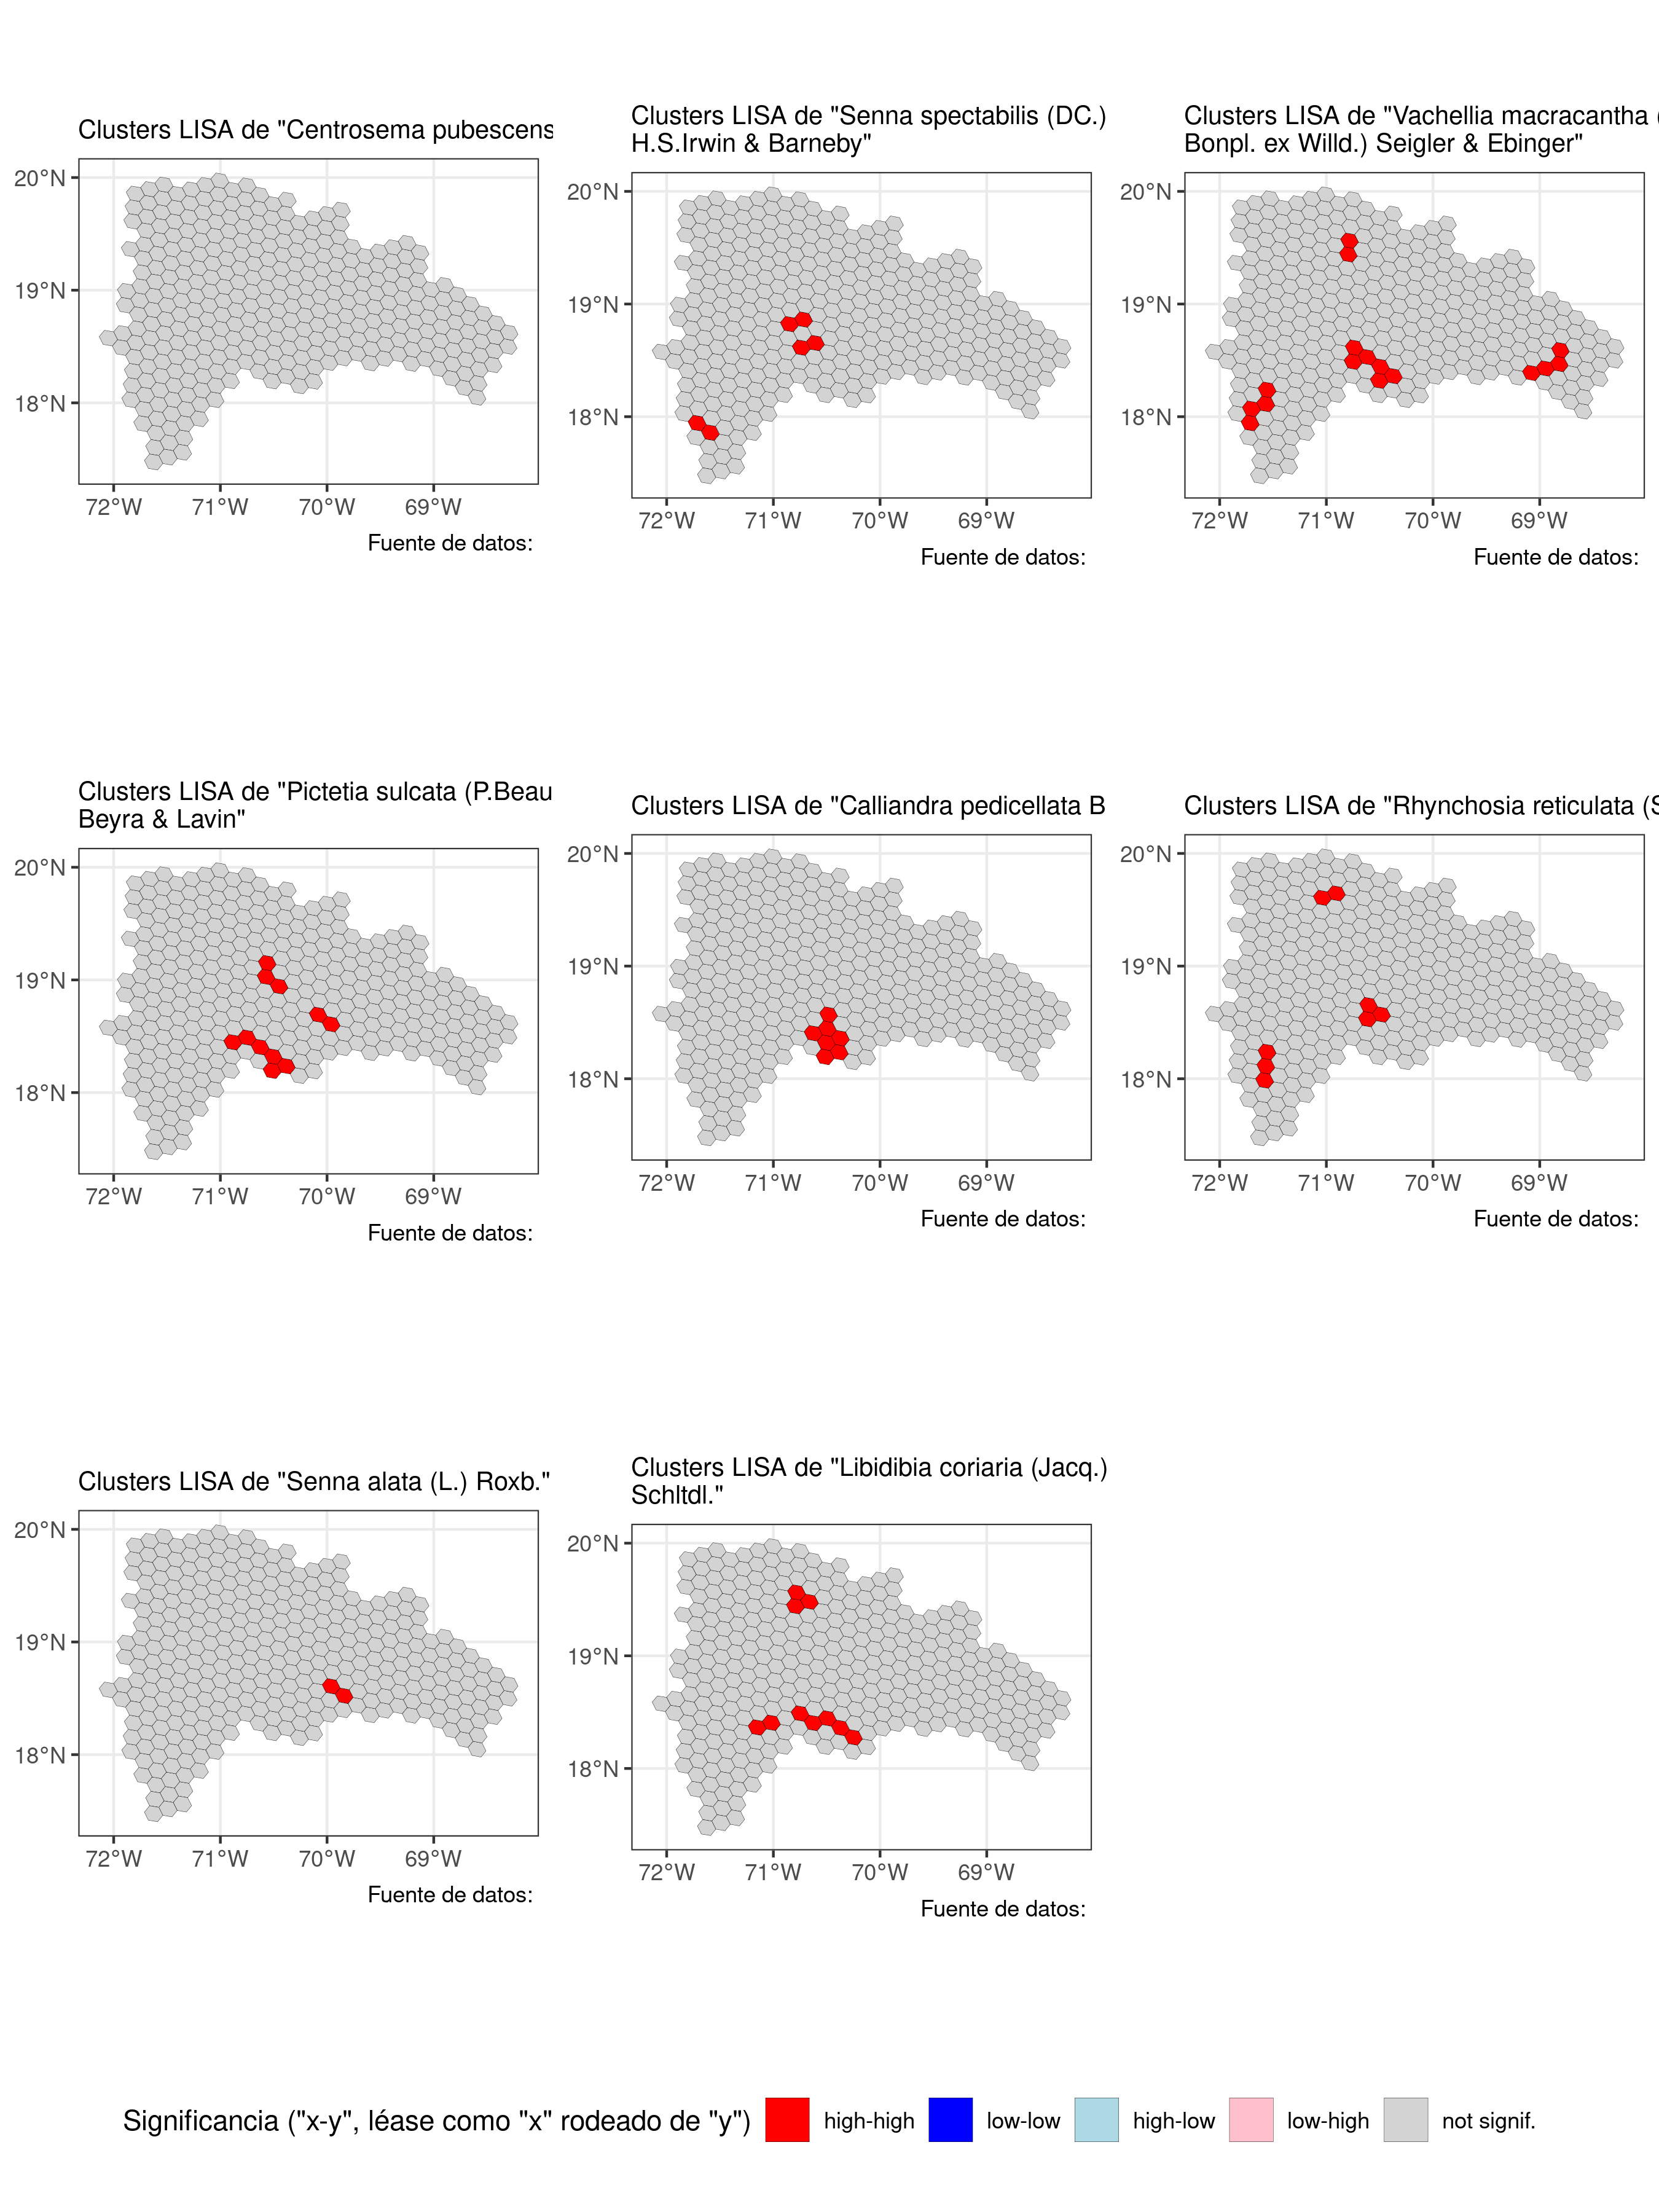 Clusters LISA de "Centrosema pubescens
20°N
19°N
18°N
72°W 71°W 70°W 69°W
Fuente de datos:
Clusters LISA de "Senna spectabilis (DC.)
H.S.Irwin & Barneby"
20°N
19°N
18°N
72°W 71°W 70°W 69°W
Fuente de datos:
Clusters LISA de "Vachellia macracantha (
Bonpl. ex Willd.) Seigler & Ebinger"
20°N
19°N
18°N
72°W 71°W 70°W 69°W
Fuente de datos:
Clusters LISA de "Pictetia sulcata (P.Beau
Beyra & Lavin"
20°N
19°N
18°N
72°W 71°W 70°W 69°W
Fuente de datos:
Clusters LISA de "Calliandra pedicellata B
20°N
19°N
18°N
72°W 71°W 70°W 69°W
Fuente de datos:
Clusters LISA de "Rhynchosia reticulata (S
20°N
19°N
18°N
72°W 71°W 70°W 69°W
Fuente de datos:
Clusters LISA de "Senna alata (L.) Roxb."
20°N
19°N
18°N
72°W 71°W 70°W 69°W
Fuente de datos:
Clusters LISA de "Libidibia coriaria (Jacq.)
Schltdl."
20°N
19°N
18°N
72°W 71°W 70°W 69°W
Fuente de datos:
Significancia ("x-y", léase como "x" rodeado de "y") high-high low-low high-low low-high not signif.